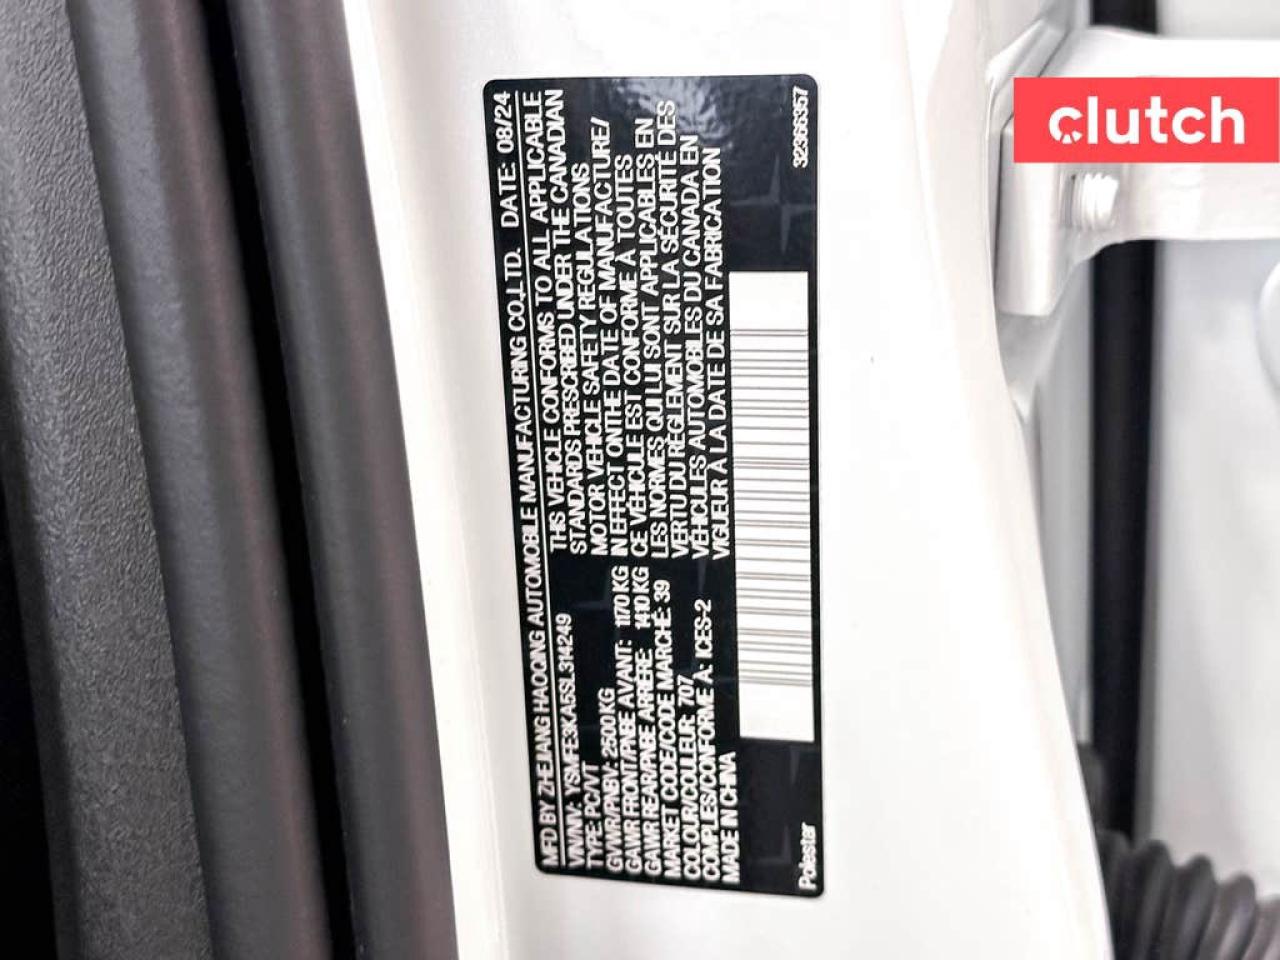 clutch
MFD BY ZHEJIANG HAOQING AUTOMOBILE MANUFACTURING CO.,LTD. DATE: 08/24
VIN/NIV: YSMFE3KA5SL314249
TYPE: PC/VT
GVWR/PNBV: 2500 KG
GAWR FRONT/PNBE AVANT: 1170 KG
GAWR REAR/PNBE ARRIÈRE: 1410 KG
MARKET CODE/CODE MARCHÉ: 39
COLOUR/COULEUR: 707
COMPLIES/CONFORME À: ICES-2
MADE IN CHINA
THIS VEHICLE CONFORMS TO ALL APPLICABLE
STANDARDS PRESCRIBED UNDER THE CANADIAN
MOTOR VEHICLE SAFETY REGULATIONS
IN EFFECT ON THE DATE OF MANUFACTURE/
CE VÉHICULE EST CONFORME À TOUTES
LES NORMES QUI LUI SONT APPLICABLES EN
VERTU DU RÈGLEMENT SUR LA SÉCURITÉ DES
VÉHICULES AUTOMOBILES DU CANADA EN
VIGUEUR À LA DATE DE SA FABRICATION
Polestar
32366357